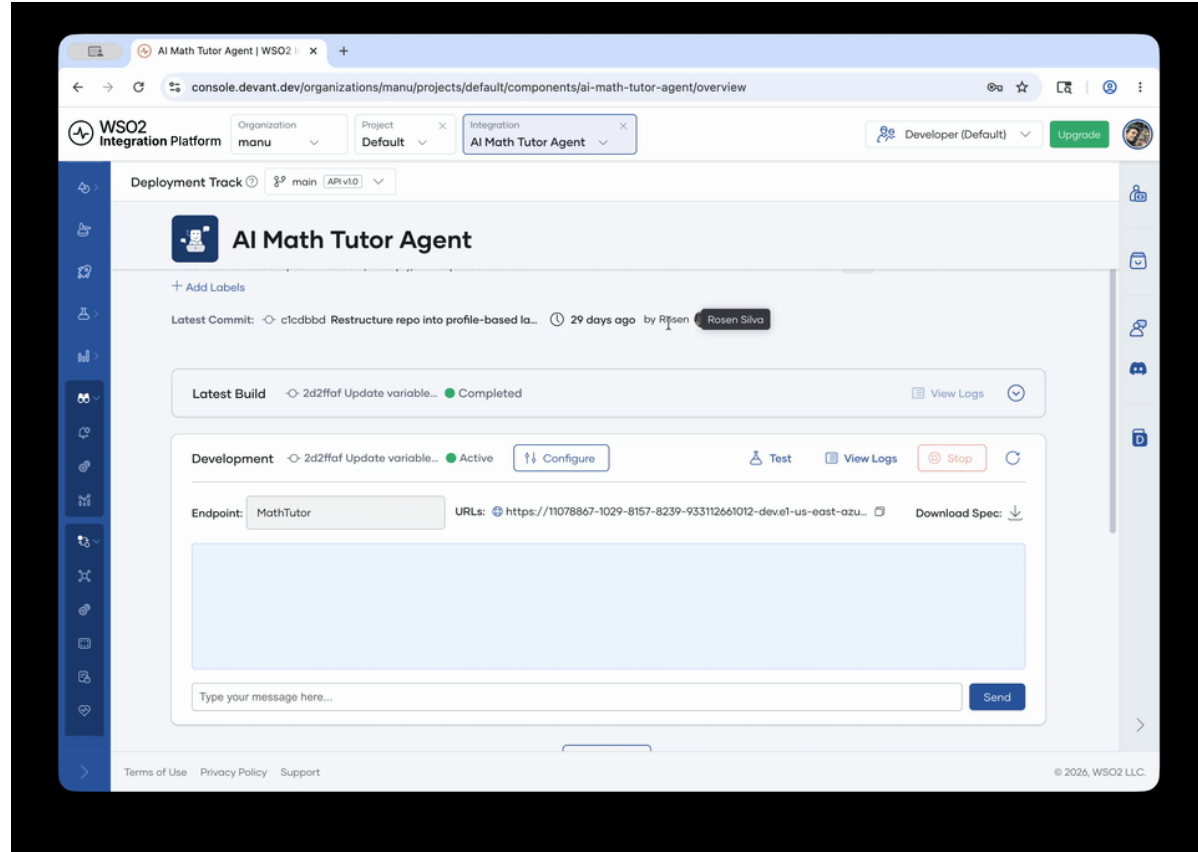 AI Math Tutor Agent | WSO2 I
console.devant.dev/organizations/manu/projects/default/components/ai-math-tutor-agent/overview
WSO2
Integration Platform
Organization
manu
Project
Default
Integration
AI Math Tutor Agent
Developer (Default)
Upgrade
Deployment Track
main
API v1.0
AI Math Tutor Agent
+ Add Labels
Latest Commit: c1cdbbd Restructure repo into profile-based la... 29 days ago by Rosen Rosen Silva
Latest Build 2d2ffaf Update variable... Completed View Logs
Development 2d2ffaf Update variable... Active Configure Test View Logs Stop
Endpoint: MathTutor URLs: https://11078867-1029-8157-8239-933112661012-dev.e1-us-east-azu... Download Spec:
Type your message here...
Send
Terms of Use Privacy Policy Support © 2026, WSO2 LLC.